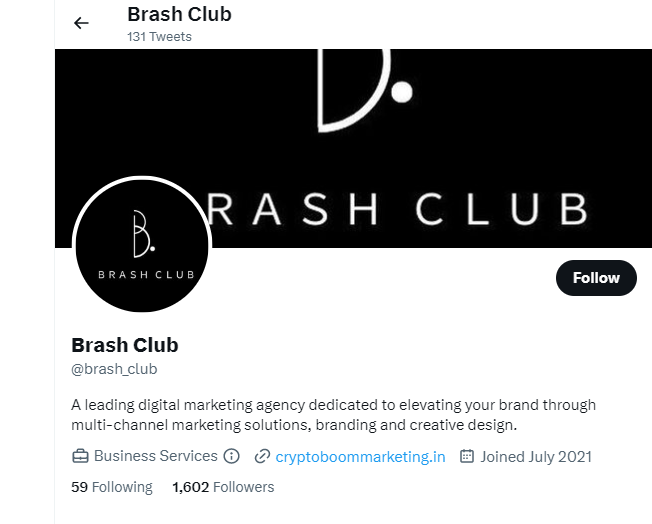 Brash Club
131 Tweets
RASH CLUB
B.
BRASH CLUB
Follow
Brash Club
@brash_club
A leading digital marketing agency dedicated to elevating your brand through
multi-channel marketing solutions, branding and creative design.
Business Services cryptoboommarketing.in Joined July 2021
59 Following 1,602 Followers